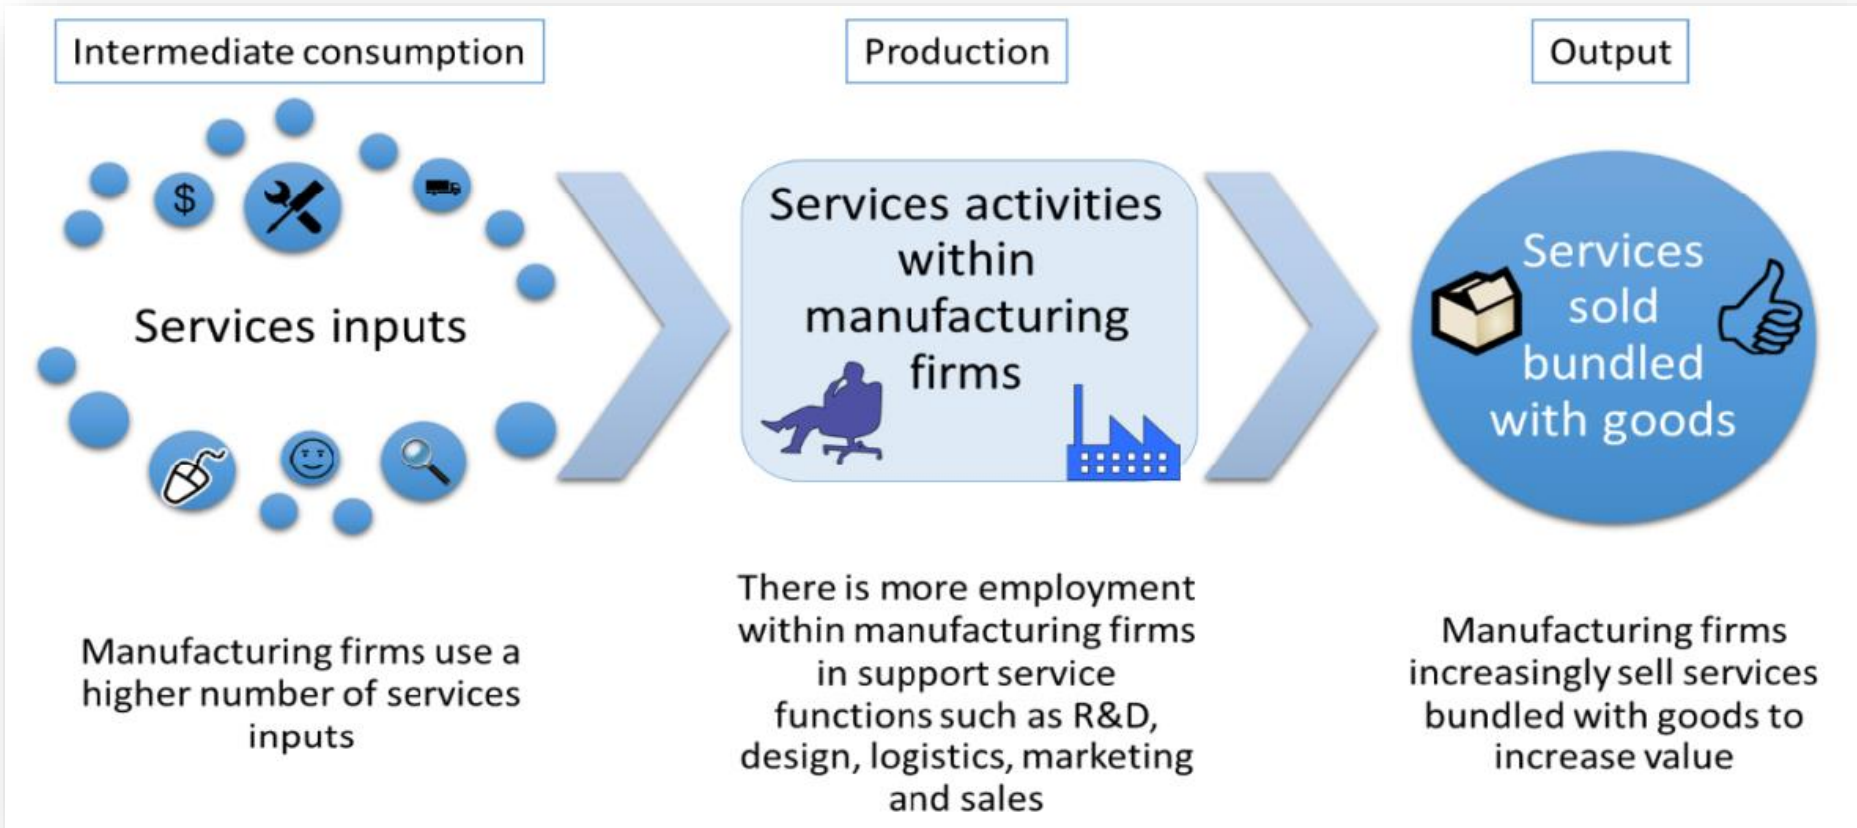 Intermediate consumption
Production
Output
$
Services inputs
Services activities
within
manufacturing
firms
Services
sold
bundled
with goods
Manufacturing firms use a
higher number of services
inputs
There is more employment
within manufacturing firms
in support service
functions such as R&D,
design, logistics, marketing
and sales
Manufacturing firms
increasingly sell services
bundled with goods to
increase value